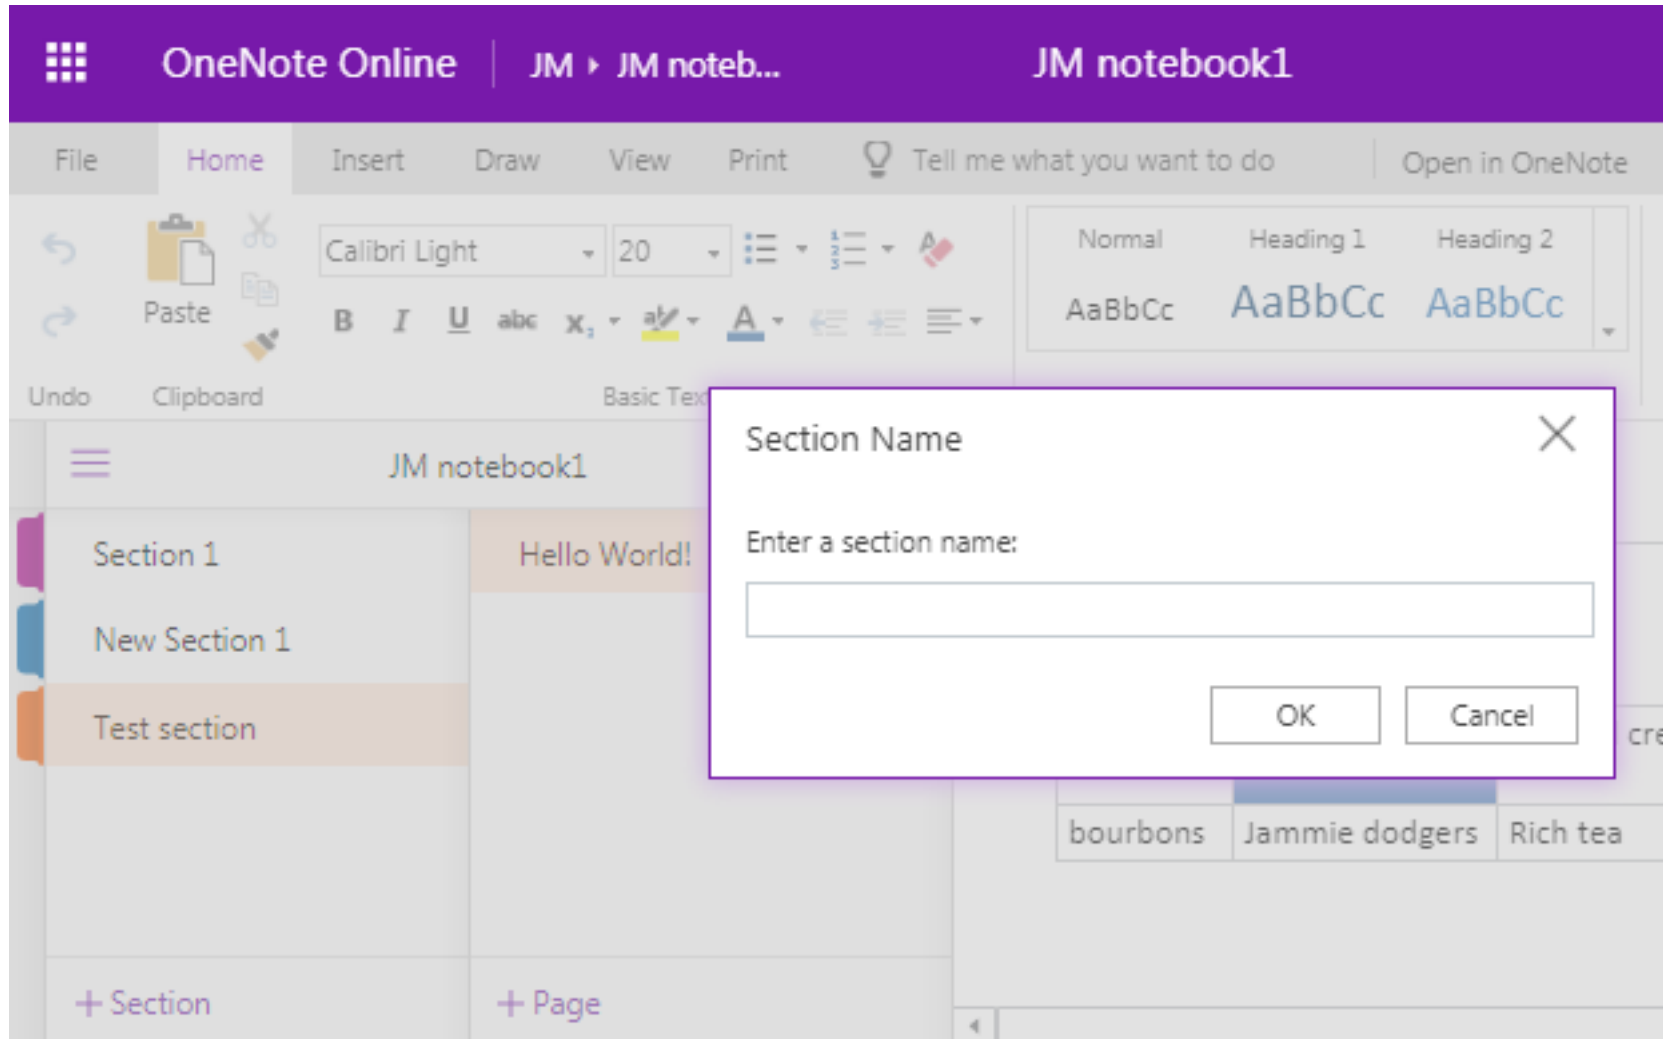 OneNote Online JM ▸ JM noteb... JM notebook1
File Home Insert Draw View Print Tell me what you want to do Open in OneNote
Calibri Light 20
Normal Heading 1 Heading 2
AaBbCc AaBbCc AaBbCc
Paste
B I U abc x₂ ab A
Undo Clipboard Basic Tex
Section Name
JM notebook1
Enter a section name:
Section 1 Hello World!
New Section 1
Test section
OK Cancel
cre
bourbons Jammie dodgers Rich tea
+ Section + Page